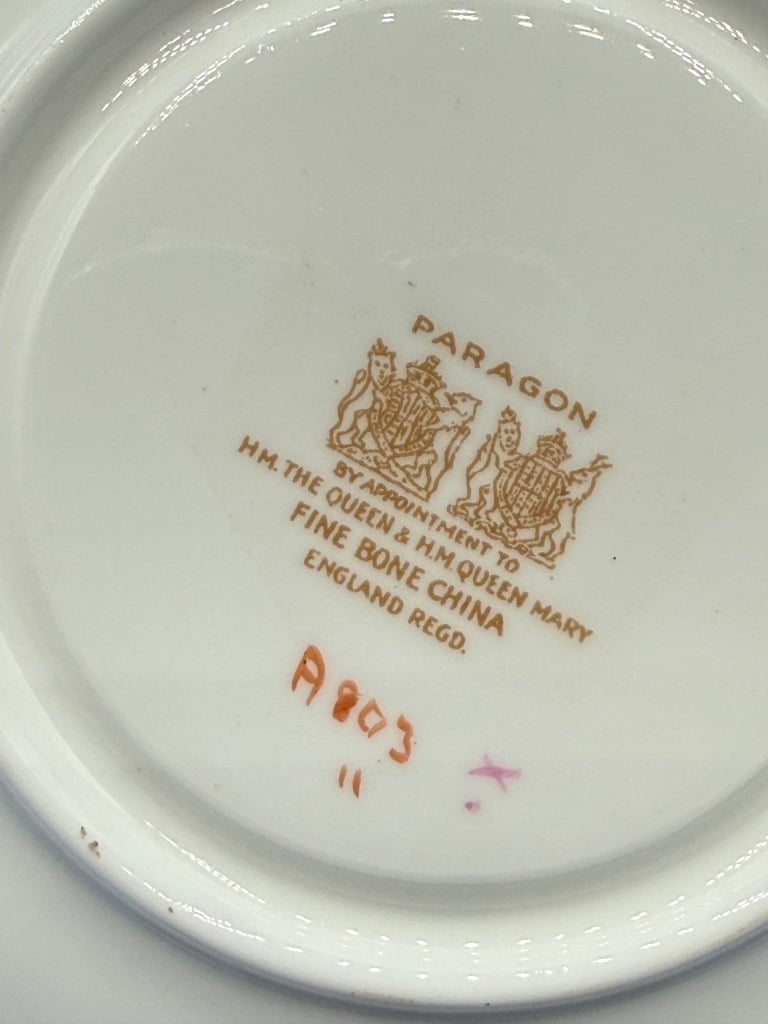 PARAGON
BY APPOINTMENT TO
H.M. THE QUEEN & H.M. QUEEN MARY
FINE BONE CHINA
ENGLAND REGD.
A803
11
X.